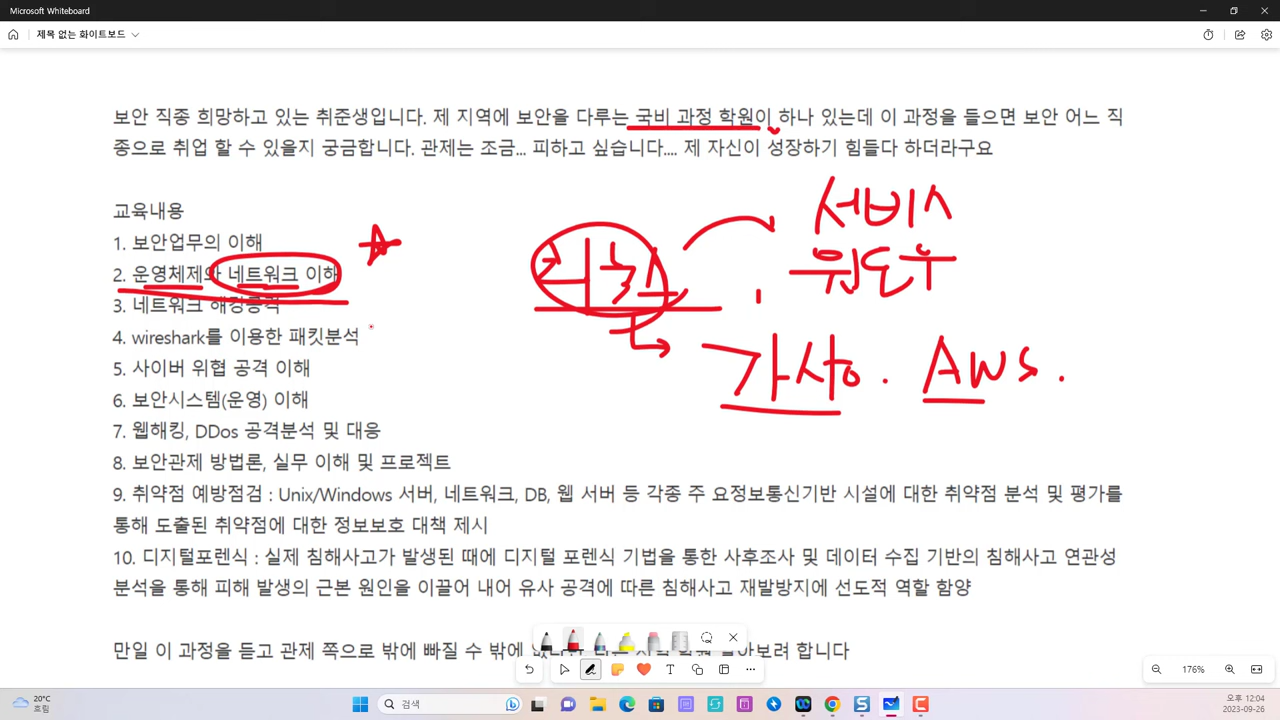 Microsoft Whiteboard
제목 없는 화이트보드
보안 직종 희망하고 있는 취준생입니다. 제 지역에 보안을 다루는 국비 과정 학원이 하나 있는데 이 과정을 들으면 보안 어느 직
종으로 취업 할 수 있을지 궁금합니다. 관제는 조금... 피하고 싶습니다.... 제 자신이 성장하기 힘들다 하더라구요
교육내용
1. 보안업무의 이해
2. 운영체제와 네트워크 이해
3. 네트워크 해킹공격
4. wireshark를 이용한 패킷분석
5. 사이버 위협 공격 이해
6. 보안시스템(운영) 이해
7. 웹해킹, DDos 공격분석 및 대응
8. 보안관제 방법론, 실무 이해 및 프로젝트
9. 취약점 예방점검 : Unix/Windows 서버, 네트워크, DB, 웹 서버 등 각종 주 요정보통신기반 시설에 대한 취약점 분석 및 평가를
통해 도출된 취약점에 대한 정보보호 대책 제시
10. 디지털포렌식 : 실제 침해사고가 발생된 때에 디지털 포렌식 기법을 통한 사후조사 및 데이터 수집 기반의 침해사고 연관성
분석을 통해 피해 발생의 근본 원인을 이끌어 내어 유사 공격에 따른 침해사고 재발방지에 선도적 역할 함양
서비스
윈도우
리눅스
가상. AWS.
만일 이 과정을 듣고 관제 쪽으로 밖에 빠질 수 밖에 합니다
176%
20°C
흐림
검색
오후 12:04
2023-09-26